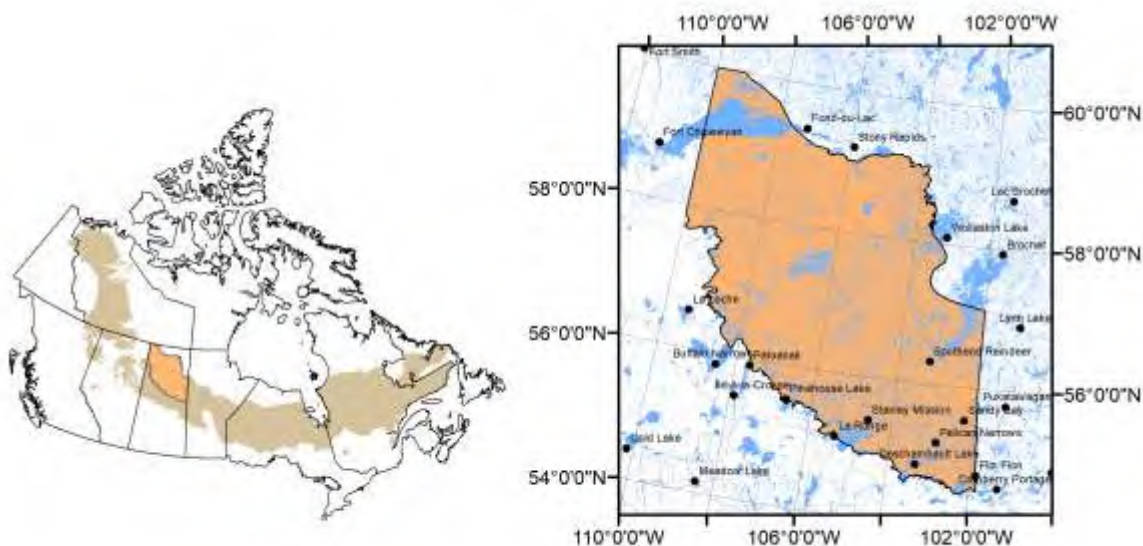 110°0'0"W 106°0'0"W 102°0'0"W
Fort Smith
60°0'0"N
Fond-du-Lac
Fort Chipewyan
Stony Rapids
58°0'0"N
Lac Brochet
Wollaston Lake
Brochet
58°0'0"N
La Loche
Lynn Lake
56°0'0"N
Buffalo Narrows
Patuanak
Southend Reindeer
Pinehouse Lake
56°0'0"N
Pukatawagan
Stanley Mission
Sandy Bay
La Ronge
Pelican Narrows
Cold Lake
Deschambault Lake
Flin Flon
Meadow Lake
Cranberry Portage
54°0'0"N
110°0'0"W 106°0'0"W 102°0'0"W